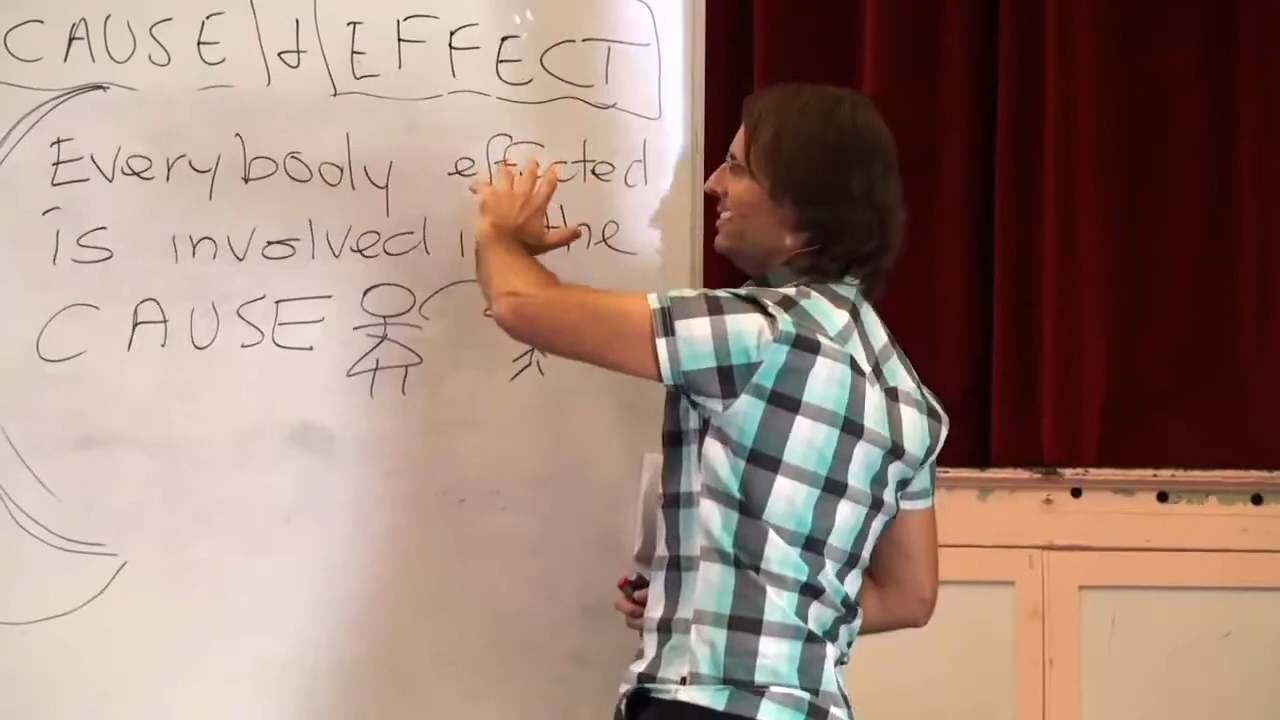 CAUSE & EFFECT
Everybody effected
is involved the
CAUSE